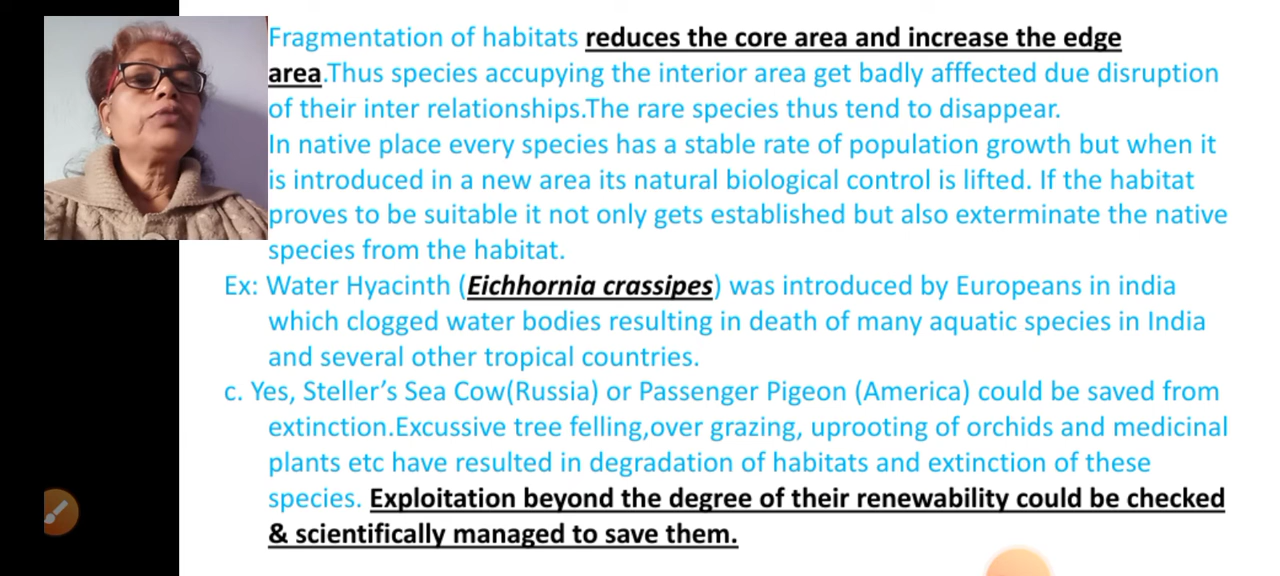 Fragmentation of habitats reduces the core area and increase the edge
area.Thus species accupying the interior area get badly afffected due disruption
of their inter relationships.The rare species thus tend to disappear.
In native place every species has a stable rate of population growth but when it
is introduced in a new area its natural biological control is lifted. If the habitat
proves to be suitable it not only gets established but also exterminate the native
species from the habitat.
Ex: Water Hyacinth (Eichhornia crassipes) was introduced by Europeans in india
which clogged water bodies resulting in death of many aquatic species in India
and several other tropical countries.
c. Yes, Steller’s Sea Cow(Russia) or Passenger Pigeon (America) could be saved from
extinction.Excussive tree felling,over grazing, uprooting of orchids and medicinal
plants etc have resulted in degradation of habitats and extinction of these
species. Exploitation beyond the degree of their renewability could be checked
& scientifically managed to save them.